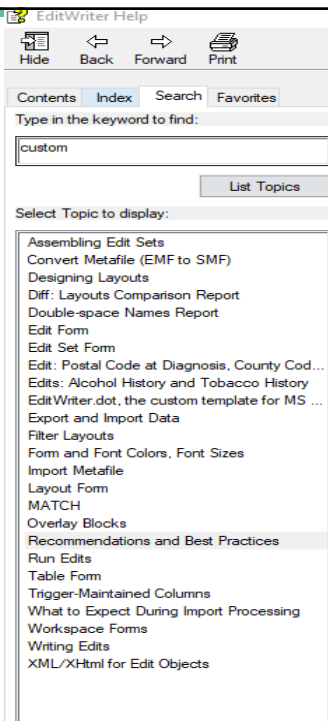 EditWriter Help
Hide Back Forward Print
Contents Index Search Favorites
Type in the keyword to find:
custom
List Topics
Select Topic to display:
Assembling Edit Sets
Convert Metafile (EMF to SMF)
Designing Layouts
Diff: Layouts Comparison Report
Double-space Names Report
Edit Form
Edit Set Form
Edit: Postal Code at Diagnosis, County Cod...
Edits: Alcohol History and Tobacco History
EditWriter.dot, the custom template for MS ...
Export and Import Data
Filter Layouts
Form and Font Colors, Font Sizes
Import Metafile
Layout Form
MATCH
Overlay Blocks
Recommendations and Best Practices
Run Edits
Table Form
Trigger-Maintained Columns
What to Expect During Import Processing
Workspace Forms
Writing Edits
XML/XHtml for Edit Objects